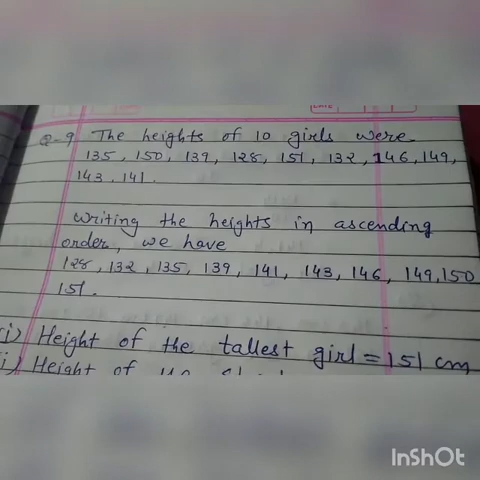 Q-9 The heights of 10 girls were
135, 150, 139, 128, 151, 132, 146, 149,
143, 141.
Writing the heights in ascending
order, we have
128, 132, 135, 139, 141, 143, 146, 149, 150
151.
(i) Height of the tallest girl = 151 cm
Height of
InShOt